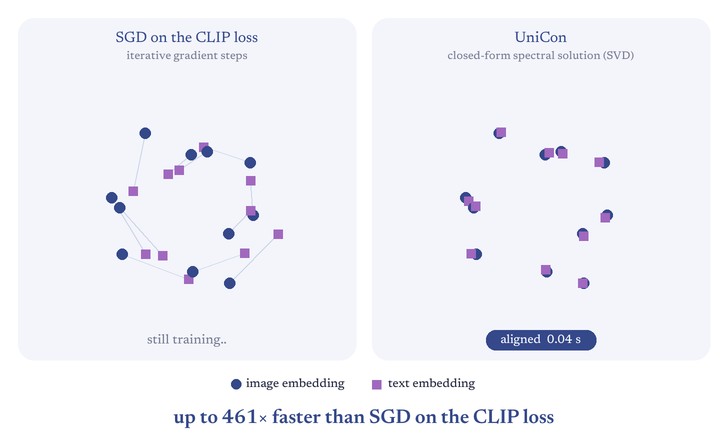 SGD on the CLIP loss
iterative gradient steps
still training..
UniCon
closed-form spectral solution (SVD)
aligned 0.04 s
image embedding
text embedding
up to 461× faster than SGD on the CLIP loss